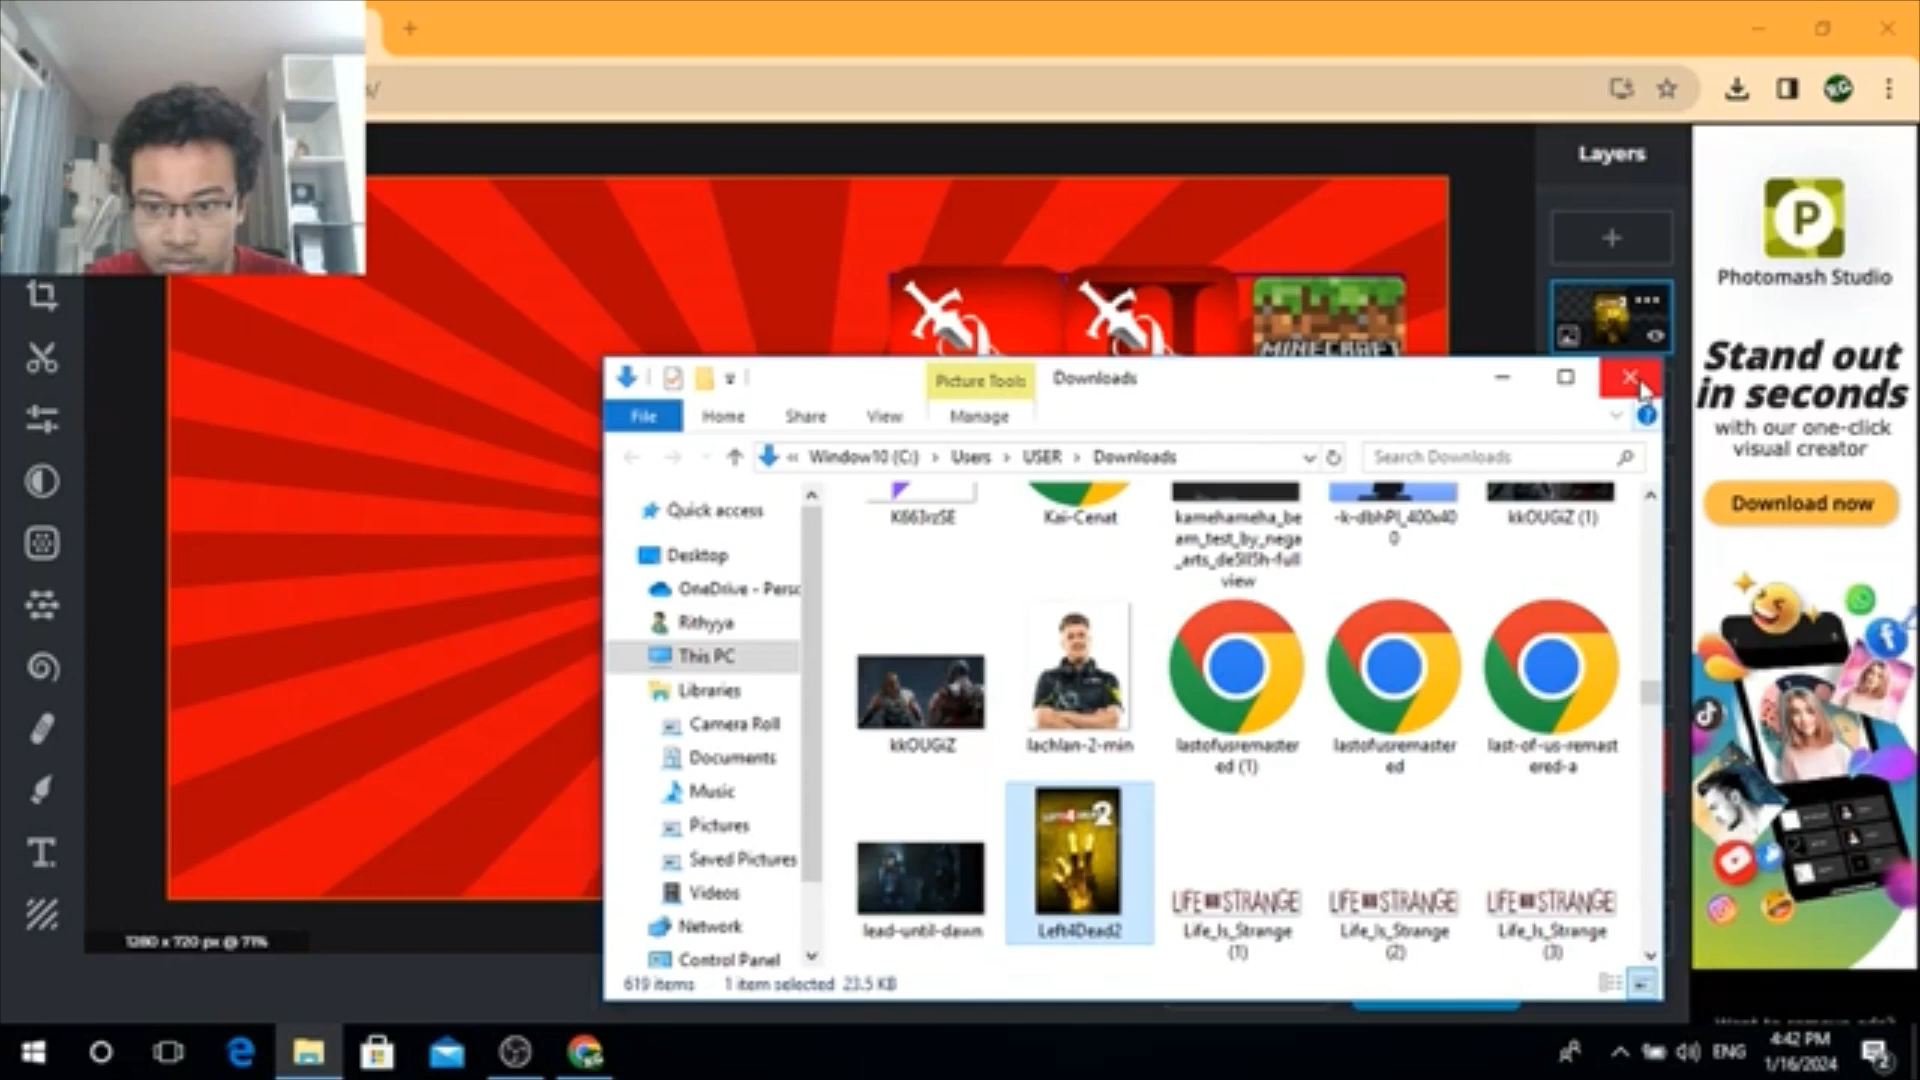 Layers
Photomash Studio
Stand out
in seconds
with our one-click
visual creator
Download now
MINECRAFT
Picture Tools
Downloads
File
Home
Share
View
Manage
« Window10 (C:) › Users › USER › Downloads
Search Downloads
Quick access
Desktop
OneDrive - Perso
Rithyya
This PC
Libraries
Camera Roll
Documents
Music
Pictures
Saved Pictures
Videos
Network
Control Panel
K663rzSE
Kai-Cenat
kamehameha_be
am_test_by_nega
_arts_de5ll5h-full
view
-k-dbhPl_400x40
0
kkOUGiZ (1)
kkOUGiZ
lachlan-2-min
lastofusremaster
ed (1)
lastofusremaster
ed
last-of-us-remast
ered-a
lead-until-dawn
Left4Dead2
LIFE IS STRANGE
Life_Is_Strange
(1)
LIFE IS STRANGE
Life_Is_Strange
(2)
LIFE IS STRANGE
Life_Is_Strange
(3)
619 items
1 item selected 23.5 KB
1280 x 720 px @ 71%
ENG
4:42 PM
1/16/2024